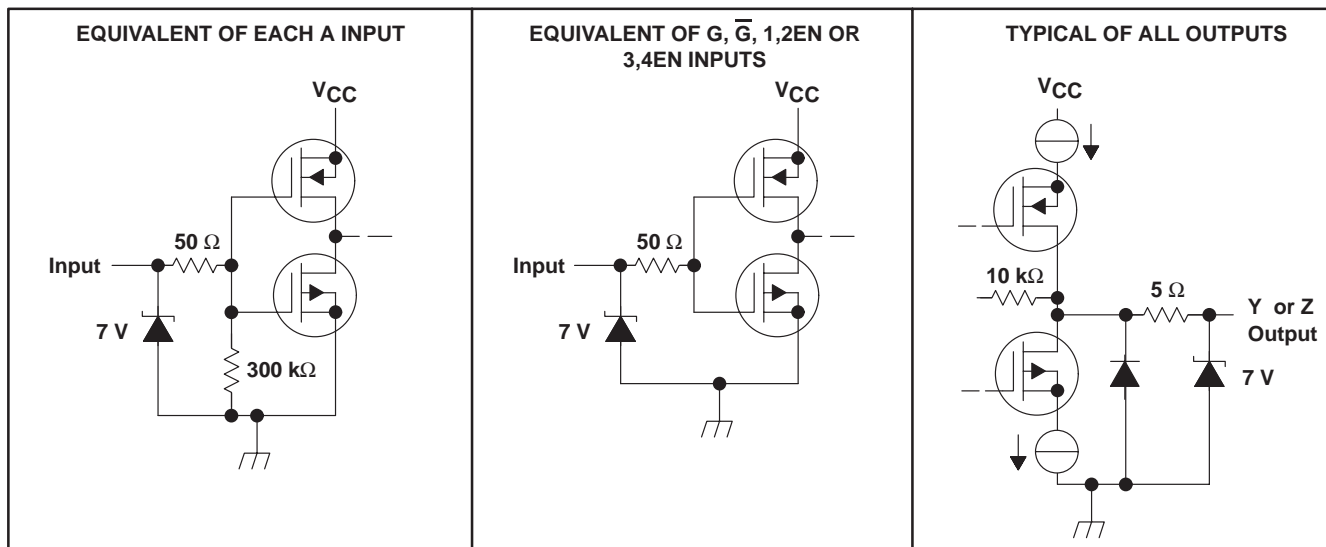 EQUIVALENT OF EACH A INPUT
VCC
50 Ω
Input
7 V
300 kΩ
EQUIVALENT OF G, G̅, 1,2EN OR
3,4EN INPUTS
VCC
50 Ω
Input
7 V
TYPICAL OF ALL OUTPUTS
VCC
10 kΩ
5 Ω
Y or Z
Output
7 V